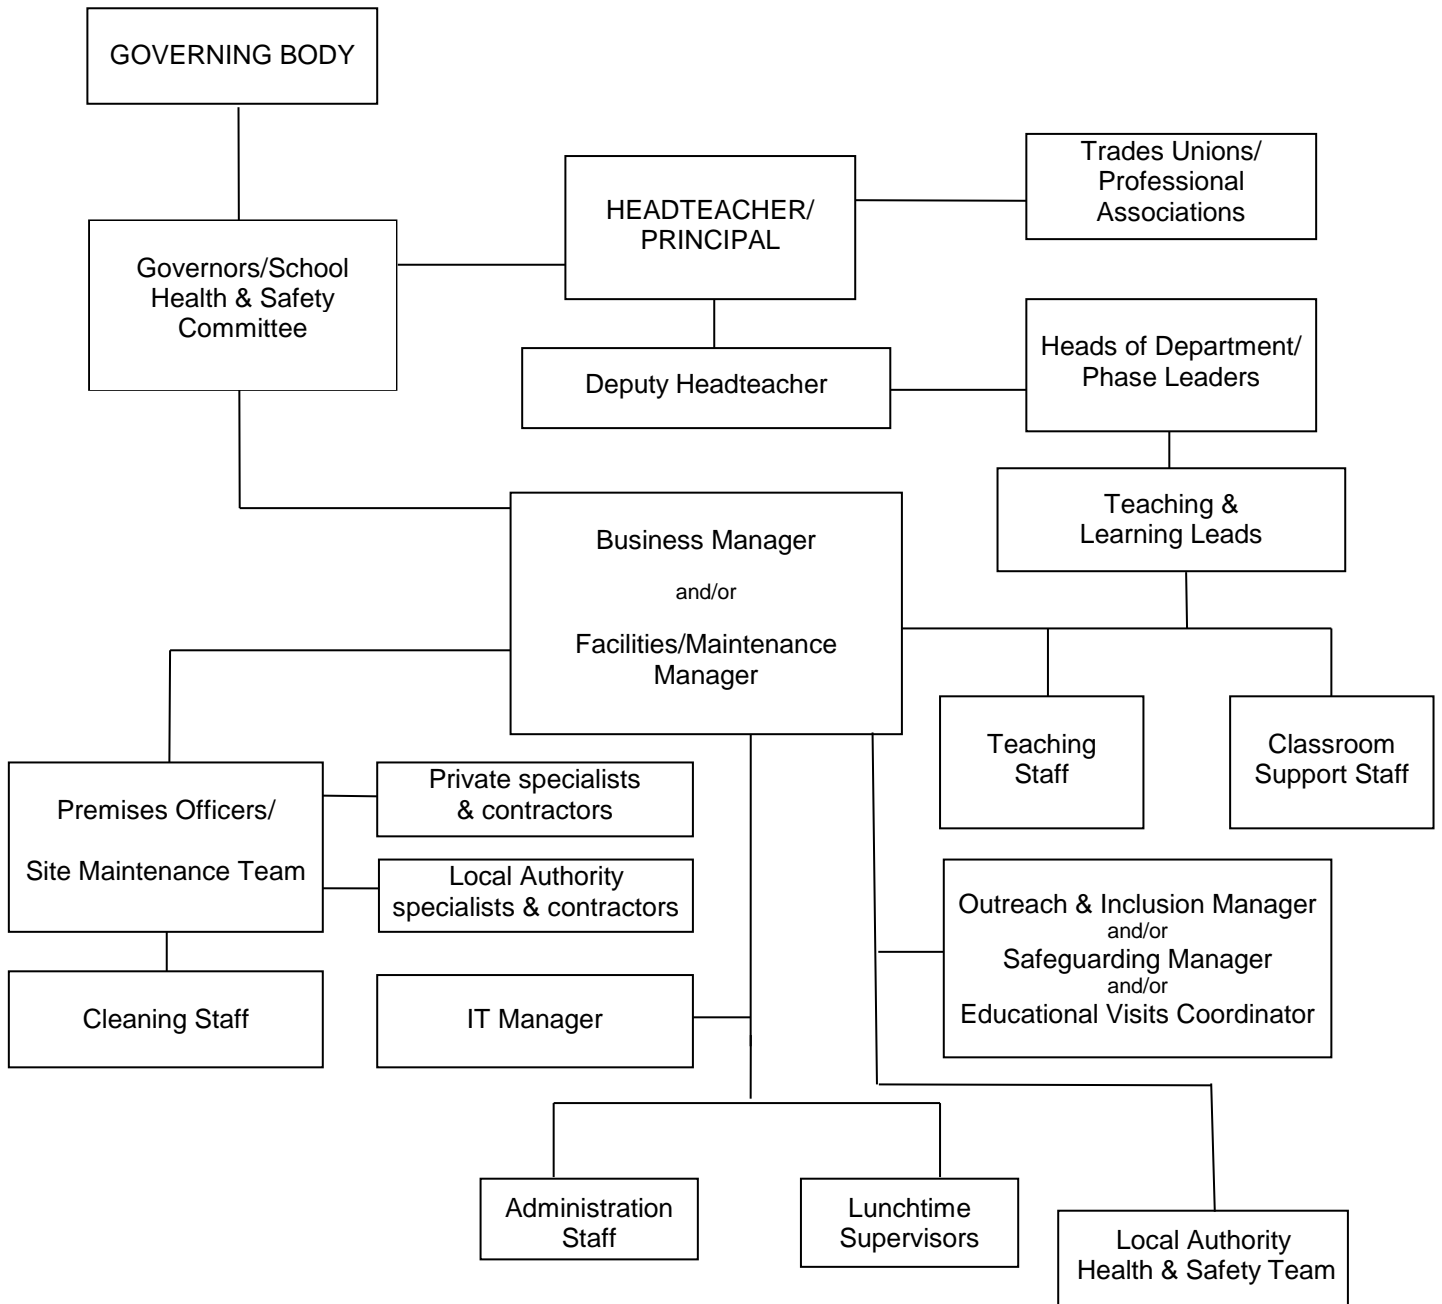 GOVERNING BODY
Trades Unions/
Professional
Associations
HEADTEACHER/
PRINCIPAL
Governors/School
Health & Safety
Committee
Heads of Department/
Phase Leaders
Deputy Headteacher
Teaching &
Learning Leads
Business Manager
and/or
Facilities/Maintenance
Manager
Teaching
Staff
Classroom
Support Staff
Premises Officers/
Site Maintenance Team
Private specialists
& contractors
Local Authority
specialists & contractors
Outreach & Inclusion Manager
and/or
Safeguarding Manager
and/or
Educational Visits Coordinator
Cleaning Staff
IT Manager
Administration
Staff
Lunchtime
Supervisors
Local Authority
Health & Safety Team